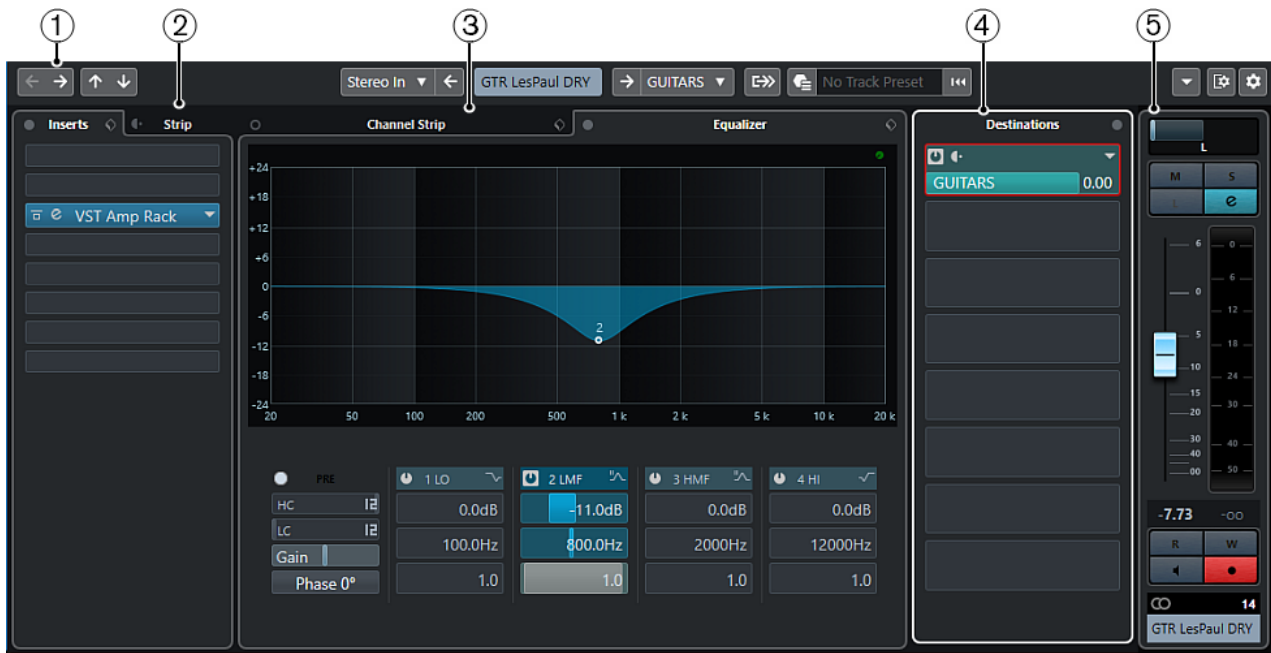 1 2 3 4 5
Stereo In GTR LesPaul DRY GUITARS No Track Preset
Inserts Strip
VST Amp Rack
Channel Strip Equalizer
+24
+18
+12
+6
0
-6
-12
-18
-24
2
20 50 100 200 500 1 k 2 k 5 k 10 k 20 k
PRE
HC 12
LC 12
Gain
Phase 0°
1 LO
0.0dB
100.0Hz
1.0
2 LMF
-11.0dB
800.0Hz
1.0
3 HMF
0.0dB
2000Hz
1.0
4 HI
0.0dB
12000Hz
1.0
Destinations
GUITARS 0.00
L
M S
L e
6 0
0 6
5 12
10 18
15 24
20 30
30 40
40 50
00
-7.73 -oo
R W
14
GTR LesPaul DRY